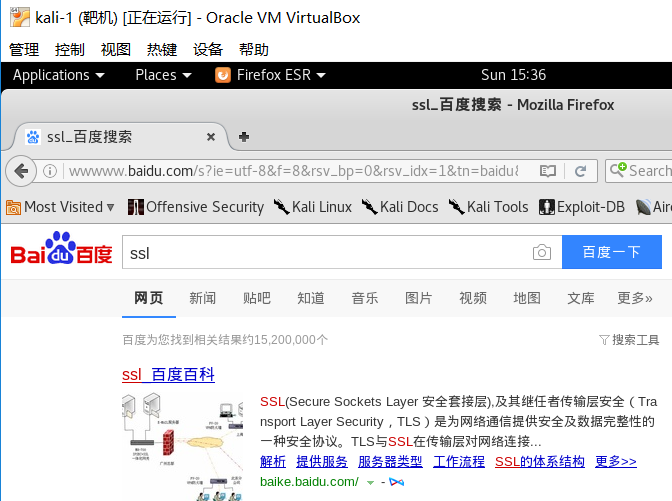 kali-1 (靶机) [正在运行] - Oracle VM VirtualBox
管理 控制 视图 热键 设备 帮助
Applications Places Firefox ESR Sun 15:36
ssl_百度搜索 - Mozilla Firefox
ssl_百度搜索
wwwww.baidu.com/s?ie=utf-8&f=8&rsv_bp=0&rsv_idx=1&tn=baidu& Search
Most Visited Offensive Security Kali Linux Kali Docs Kali Tools Exploit-DB Airc
Bai du 百度 ssl 百度一下
网页 新闻 贴吧 知道 音乐 图片 视频 地图 文库 更多»
百度为您找到相关结果约15,200,000个 搜索工具
ssl_百度百科
SSL(Secure Sockets Layer 安全套接层),及其继任者传输层安全（Tra
nsport Layer Security，TLS）是为网络通信提供安全及数据完整性的
一种安全协议。TLS与SSL在传输层对网络连接...
解析 提供服务 服务器类型 工作流程 SSL的体系结构 更多>>
baike.baidu.com/ -